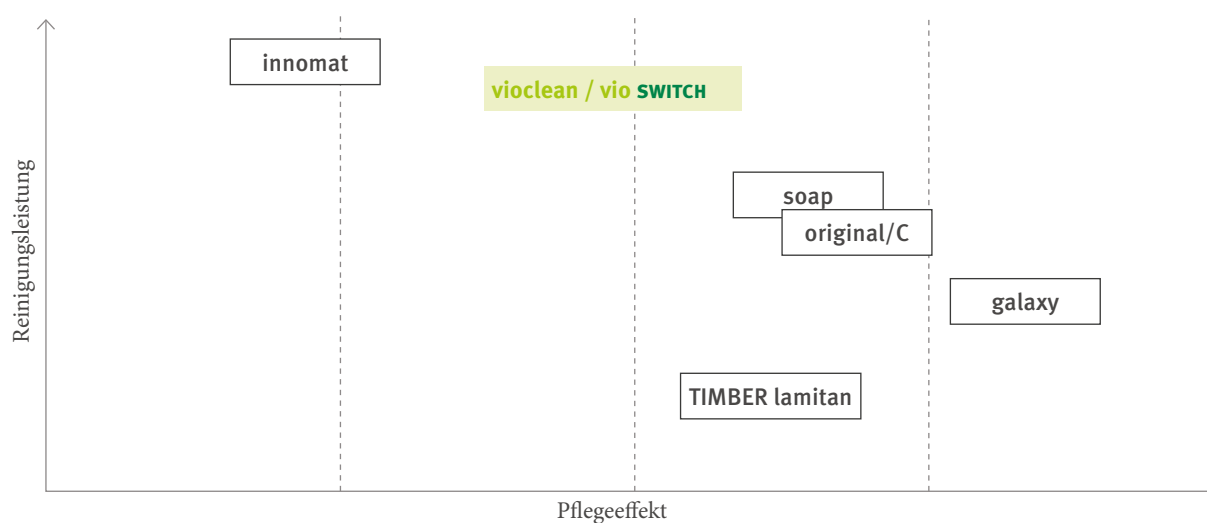 innomat
vioclean / vio SWITCH
soap
original/C
galaxy
TIMBER lamitan
Reinigungsleistung
Pflegeeffekt